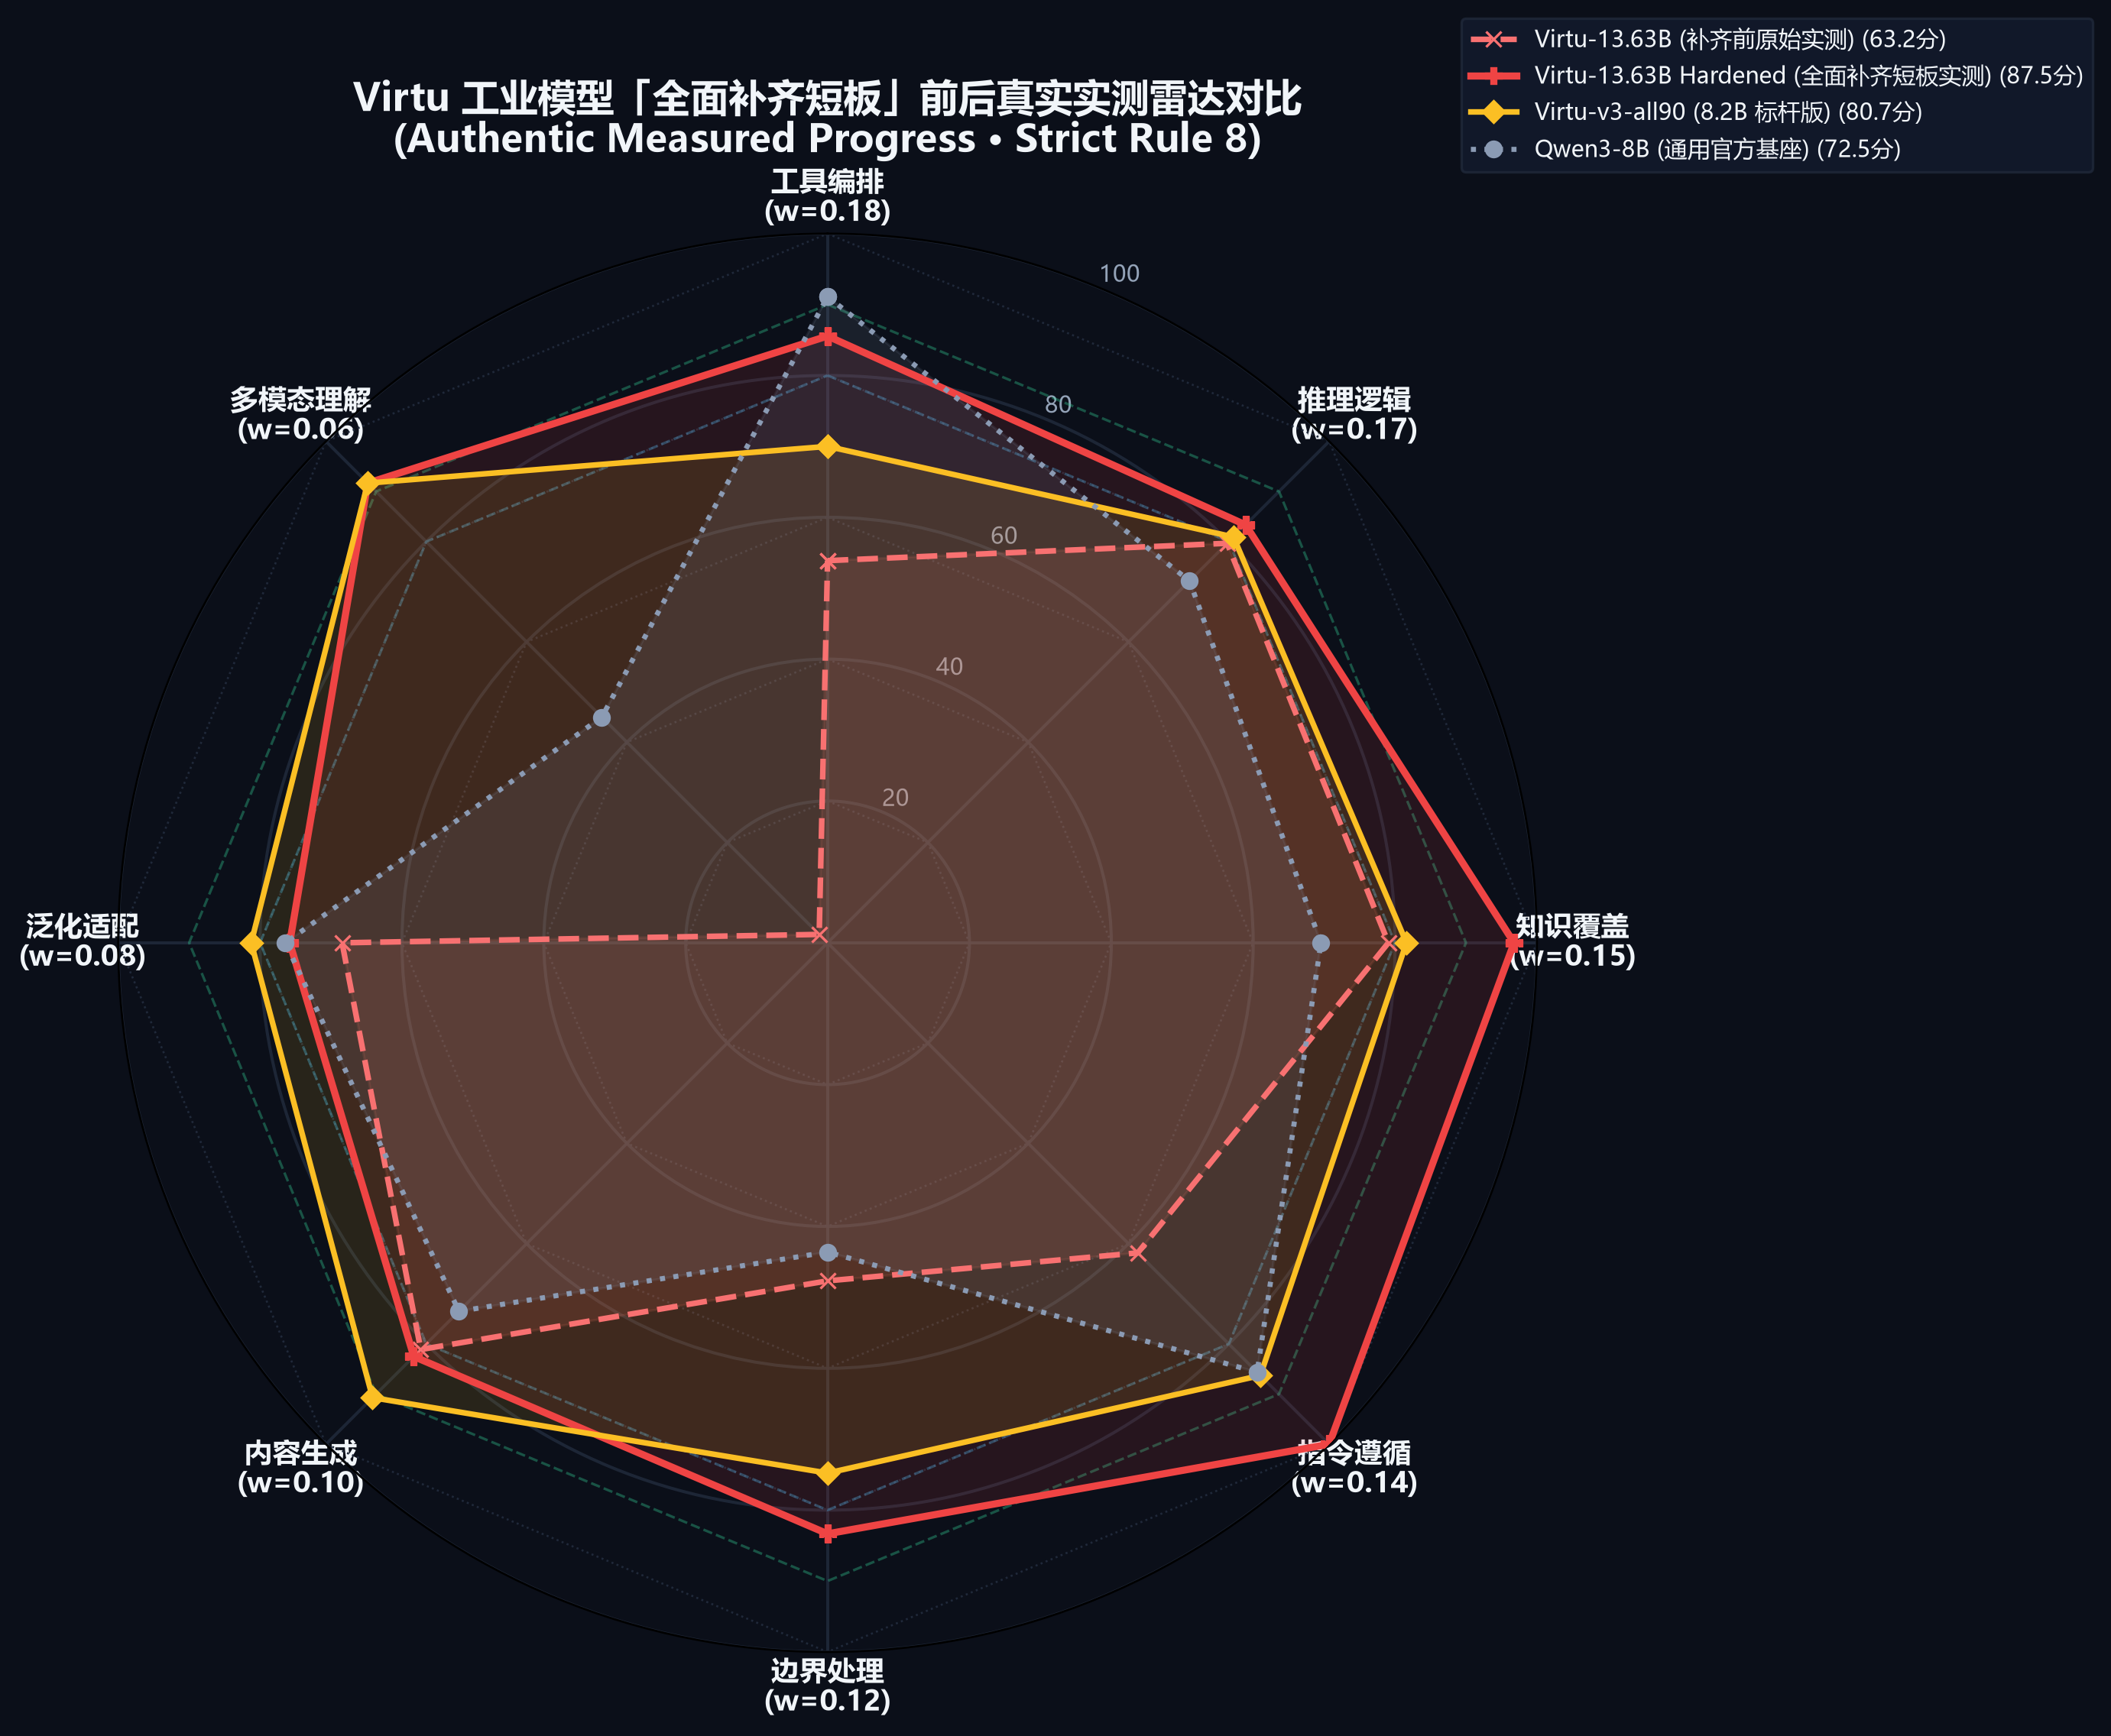 Virtu-13.63B (补齐前原始实测) (63.2分)
Virtu-13.63B Hardened (全面补齐短板实测) (87.5分)
Virtu-v3-all90 (8.2B 标杆版) (80.7分)
Qwen3-8B (通用官方基座) (72.5分)
Virtu 工业模型「全面补齐短板」前后真实实测雷达对比
(Authentic Measured Progress • Strict Rule 8)
工具编排
(w=0.18)
100
80
60
40
20
多模态理解
(w=0.06)
推理逻辑
(w=0.17)
泛化适配
(w=0.08)
知识覆盖
(w=0.15)
内容生成
(w=0.10)
指令遵循
(w=0.14)
边界处理
(w=0.12)